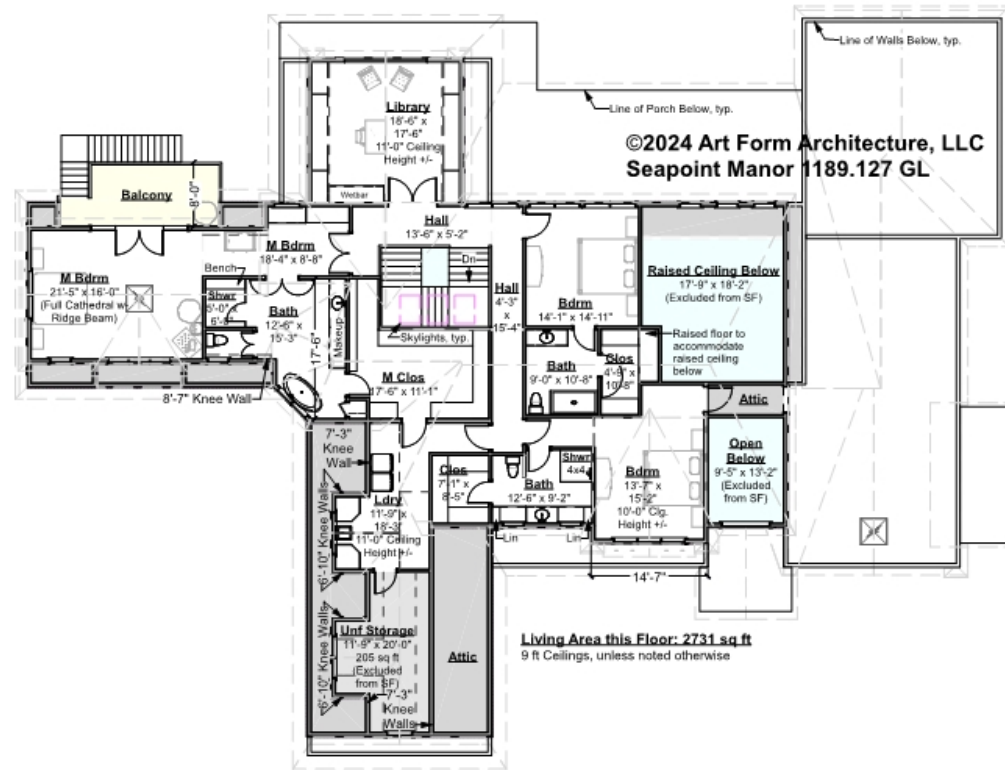 Line of Walls Below, typ.
Line of Porch Below, typ.
©2024 Art Form Architecture, LLC
Seapoint Manor 1189.127 GL
Library
18'-6" x
17'-6"
11'-0" Ceiling
Height +/-
Wetbar
Balcony
8'-0"
Hall
13'-6" x 5'-2"
M Bdrm
18'-4" x 8'-8"
Bench
M Bdrm
21'-5" x 16'-0"
(Full Cathedral w/
Ridge Beam)
Shwr
5'-0" x
Bath
12'-6" x
15'-3"
17'-6"
Makeup
Dn
Skylights, typ.
Hall
4'-3"
x
15'-4"
Bdrm
14'-1" x 14'-11"
Raised Ceiling Below
17'-9" x 18'-2"
(Excluded from SF)
Raised floor to
accommodate
raised ceiling
below
Bath
9'-0" x 10'-8"
Clos
4'-9" x
10'-8"
M Clos
17'-6" x 11'-1"
8'-7" Knee Wall
Attic
Open
Below
9'-5" x 13'-2"
(Excluded
from SF)
7'-3"
Knee
Wall
Ldry
11'-9" x
18'-3"
11'-0" Ceiling
Height +/-
Clos
7'-1" x
8'-5"
Bath
12'-6" x 9'-2"
Shwr
4x4
Bdrm
13'-7" x
15'-2"
10'-0" Clg.
Height +/-
Lin
Lin
14'-7"
6'-10" Knee Walls
6'-10" Knee Walls
Unf Storage
11'-9" x 20'-0"
205 sq ft
(Excluded
from SF)
7'-3"
Knee
Walls
Attic
Living Area this Floor: 2731 sq ft
9 ft Ceilings, unless noted otherwise